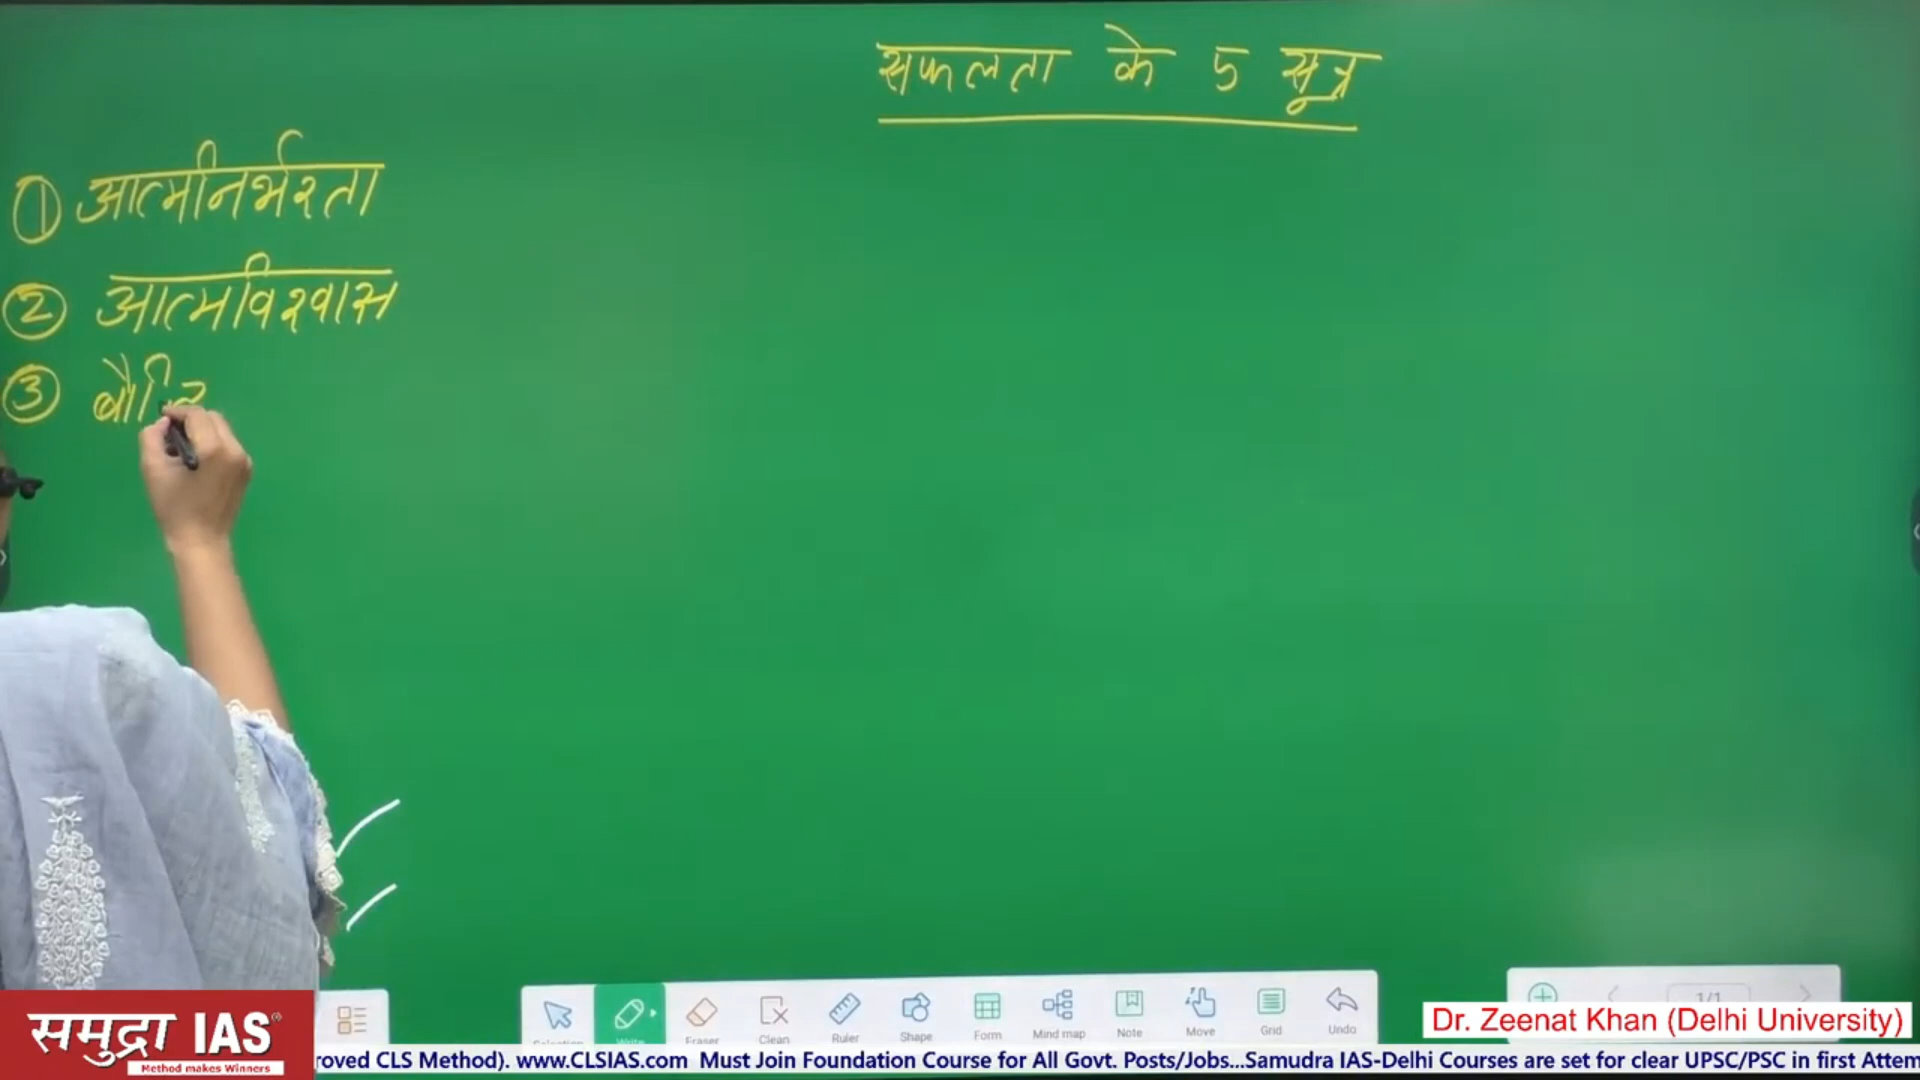 सफलता के 5 सूत्र
① आत्मनिर्भरता
② आत्मविश्वास
③
Eraser
Clean
Ruler
Shape
Form
Mind map
Note
Move
Grid
Undo
1/1
Dr. Zeenat Khan (Delhi University)
समुद्रा IAS®
Method makes Winners
roved CLS Method). www.CLSIAS.com Must Join Foundation Course for All Govt. Posts/Jobs...Samudra IAS-Delhi Courses are set for clear UPSC/PSC in first Attem